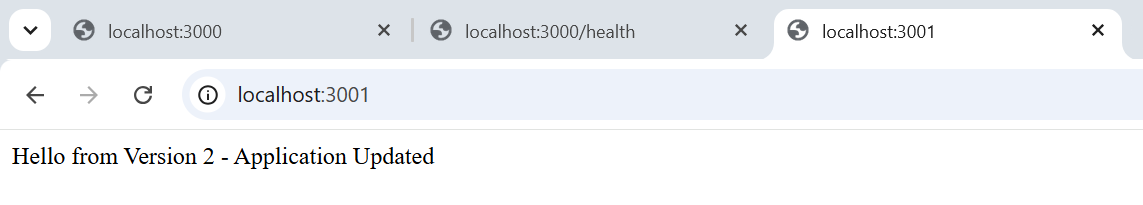 localhost:3000
localhost:3000/health
localhost:3001
localhost:3001
Hello from Version 2 - Application Updated